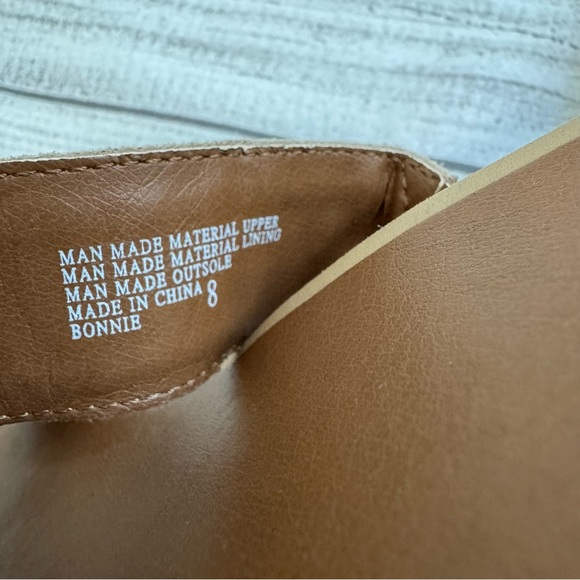 MAN MADE MATERIAL UPPER
MAN MADE MATERIAL LINING
MAN MADE OUTSOLE
MADE IN CHINA 8
BONNIE